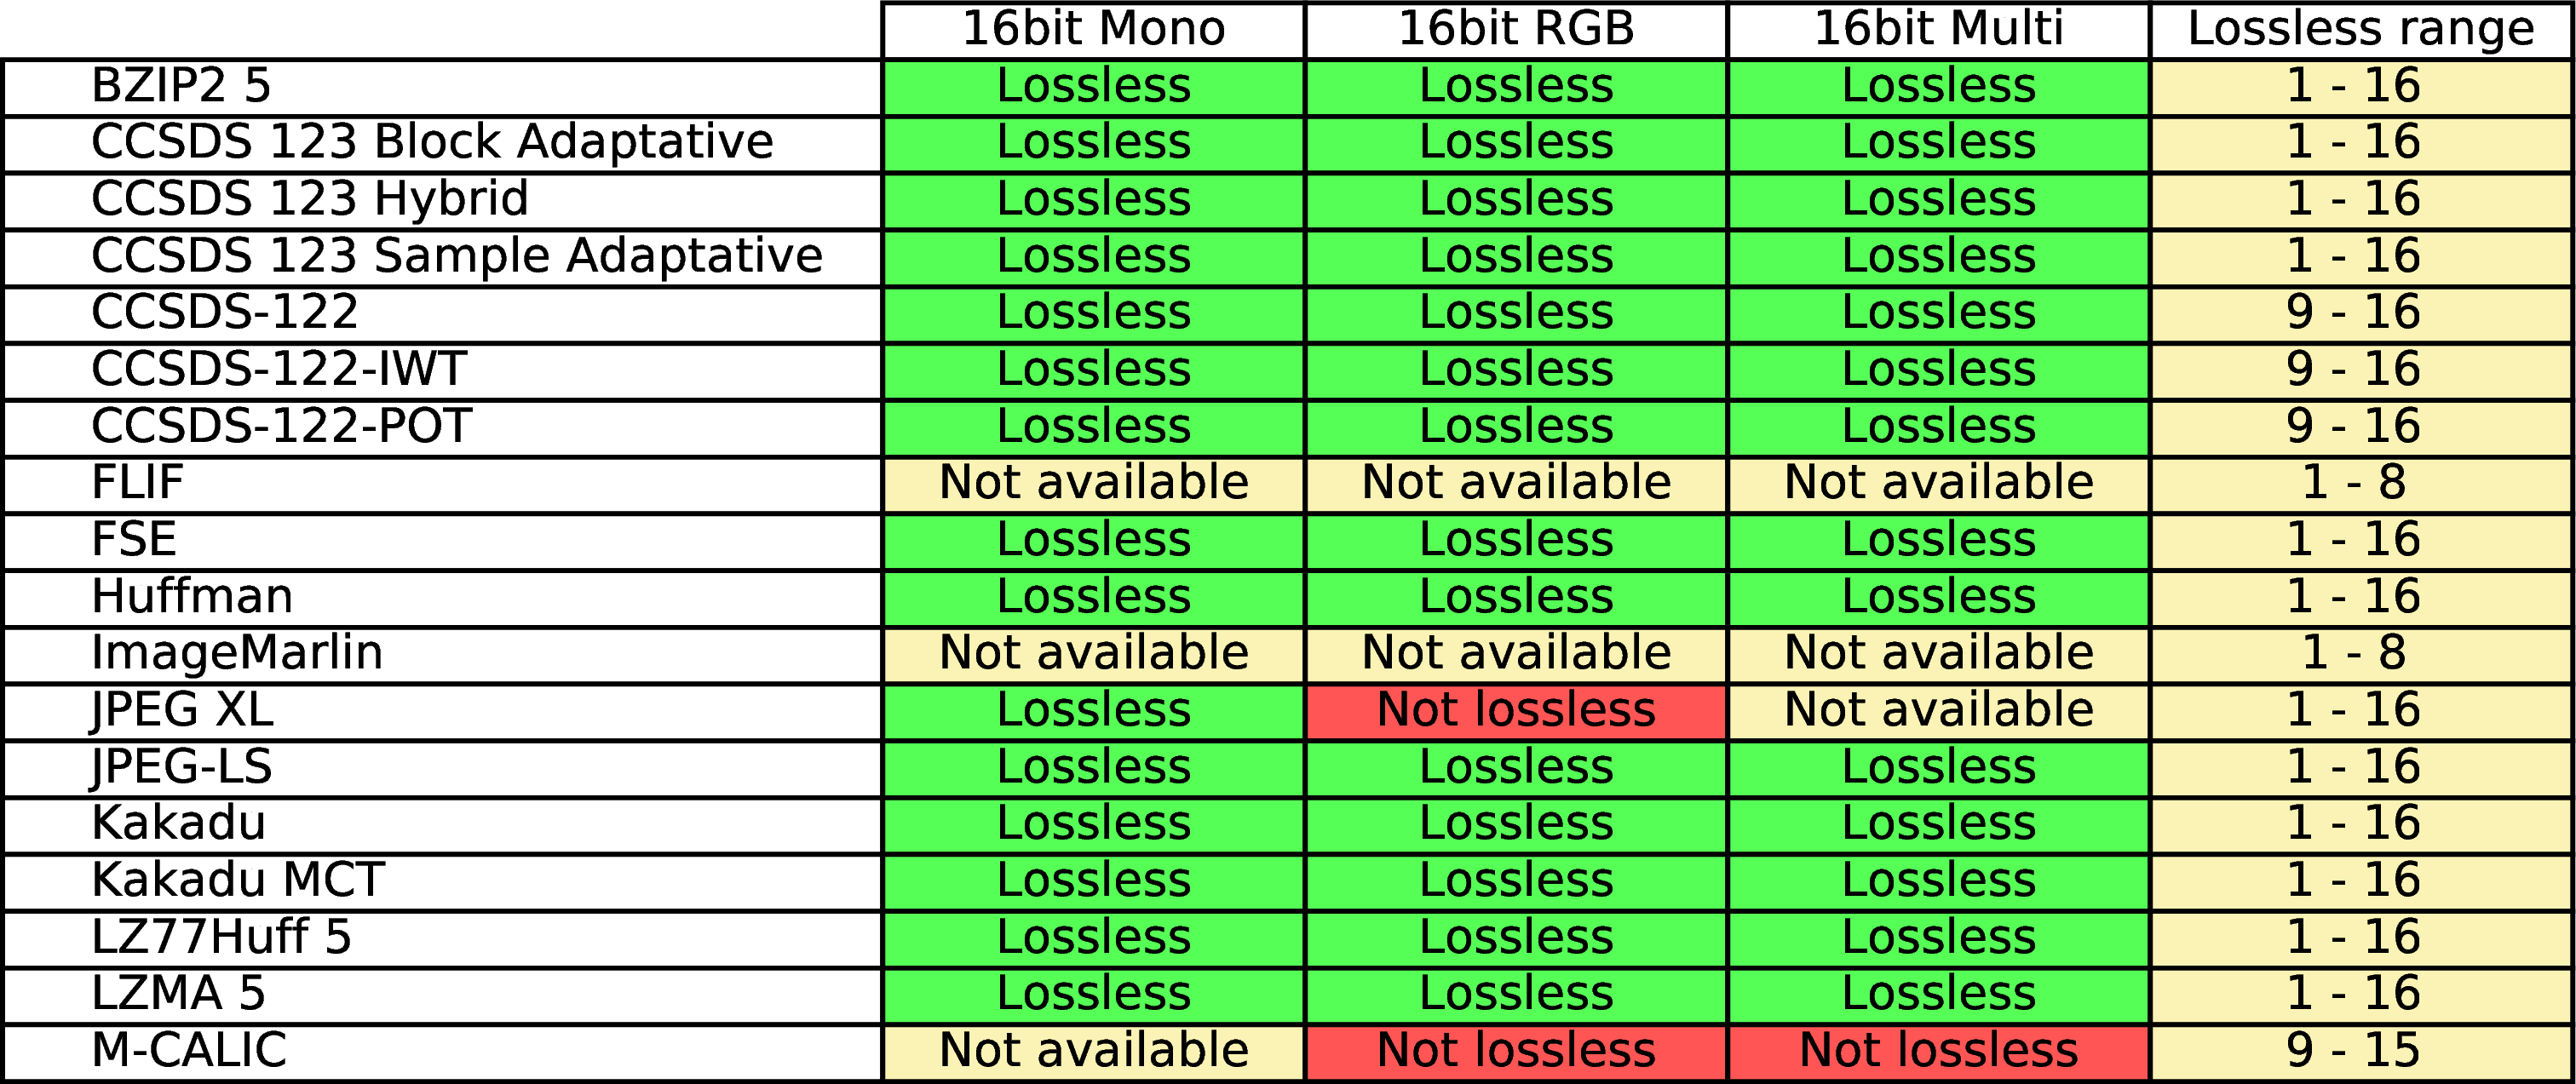 16bit Mono 16bit RGB 16bit Multi Lossless range
BZIP2 5 Lossless Lossless Lossless 1 - 16
CCSDS 123 Block Adaptative Lossless Lossless Lossless 1 - 16
CCSDS 123 Hybrid Lossless Lossless Lossless 1 - 16
CCSDS 123 Sample Adaptative Lossless Lossless Lossless 1 - 16
CCSDS-122 Lossless Lossless Lossless 9 - 16
CCSDS-122-IWT Lossless Lossless Lossless 9 - 16
CCSDS-122-POT Lossless Lossless Lossless 9 - 16
FLIF Not available Not available Not available 1 - 8
FSE Lossless Lossless Lossless 1 - 16
Huffman Lossless Lossless Lossless 1 - 16
ImageMarlin Not available Not available Not available 1 - 8
JPEG XL Lossless Not lossless Not available 1 - 16
JPEG-LS Lossless Lossless Lossless 1 - 16
Kakadu Lossless Lossless Lossless 1 - 16
Kakadu MCT Lossless Lossless Lossless 1 - 16
LZ77Huff 5 Lossless Lossless Lossless 1 - 16
LZMA 5 Lossless Lossless Lossless 1 - 16
M-CALIC Not available Not lossless Not lossless 9 - 15